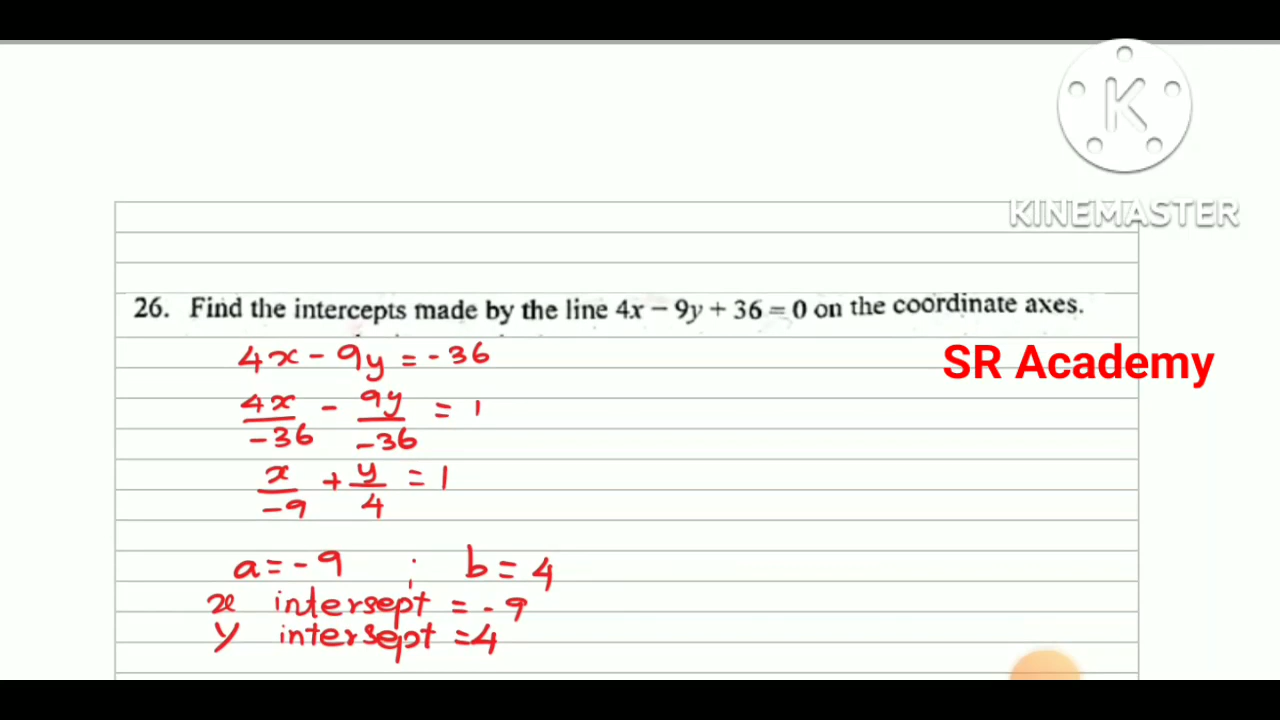 K
KINEMASTER
26. Find the intercepts made by the line 4x − 9y + 36 = 0 on the coordinate axes.
SR Academy
4x - 9y = -36
4x/-36 - 9y/-36 = 1
x/-9 + y/4 = 1
a = -9 ; b = 4
x intersept = -9
y intersept = 4